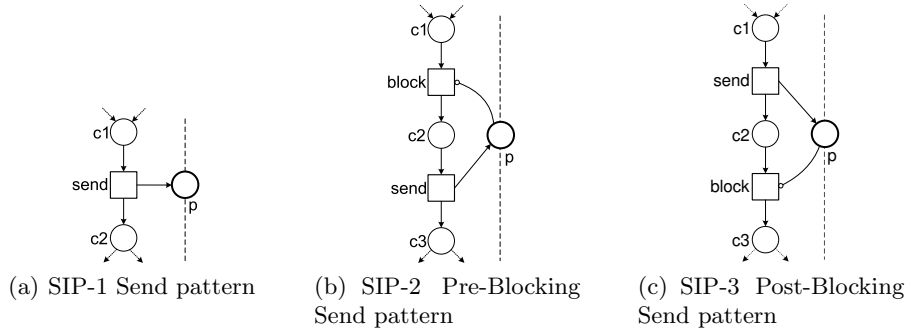 c1
send
p
c2
(a) SIP-1 Send pattern
c1
block
c2
p
send
c3
(b) SIP-2 Pre-Blocking
Send pattern
c1
send
c2
p
block
c3
(c) SIP-3 Post-Blocking
Send pattern